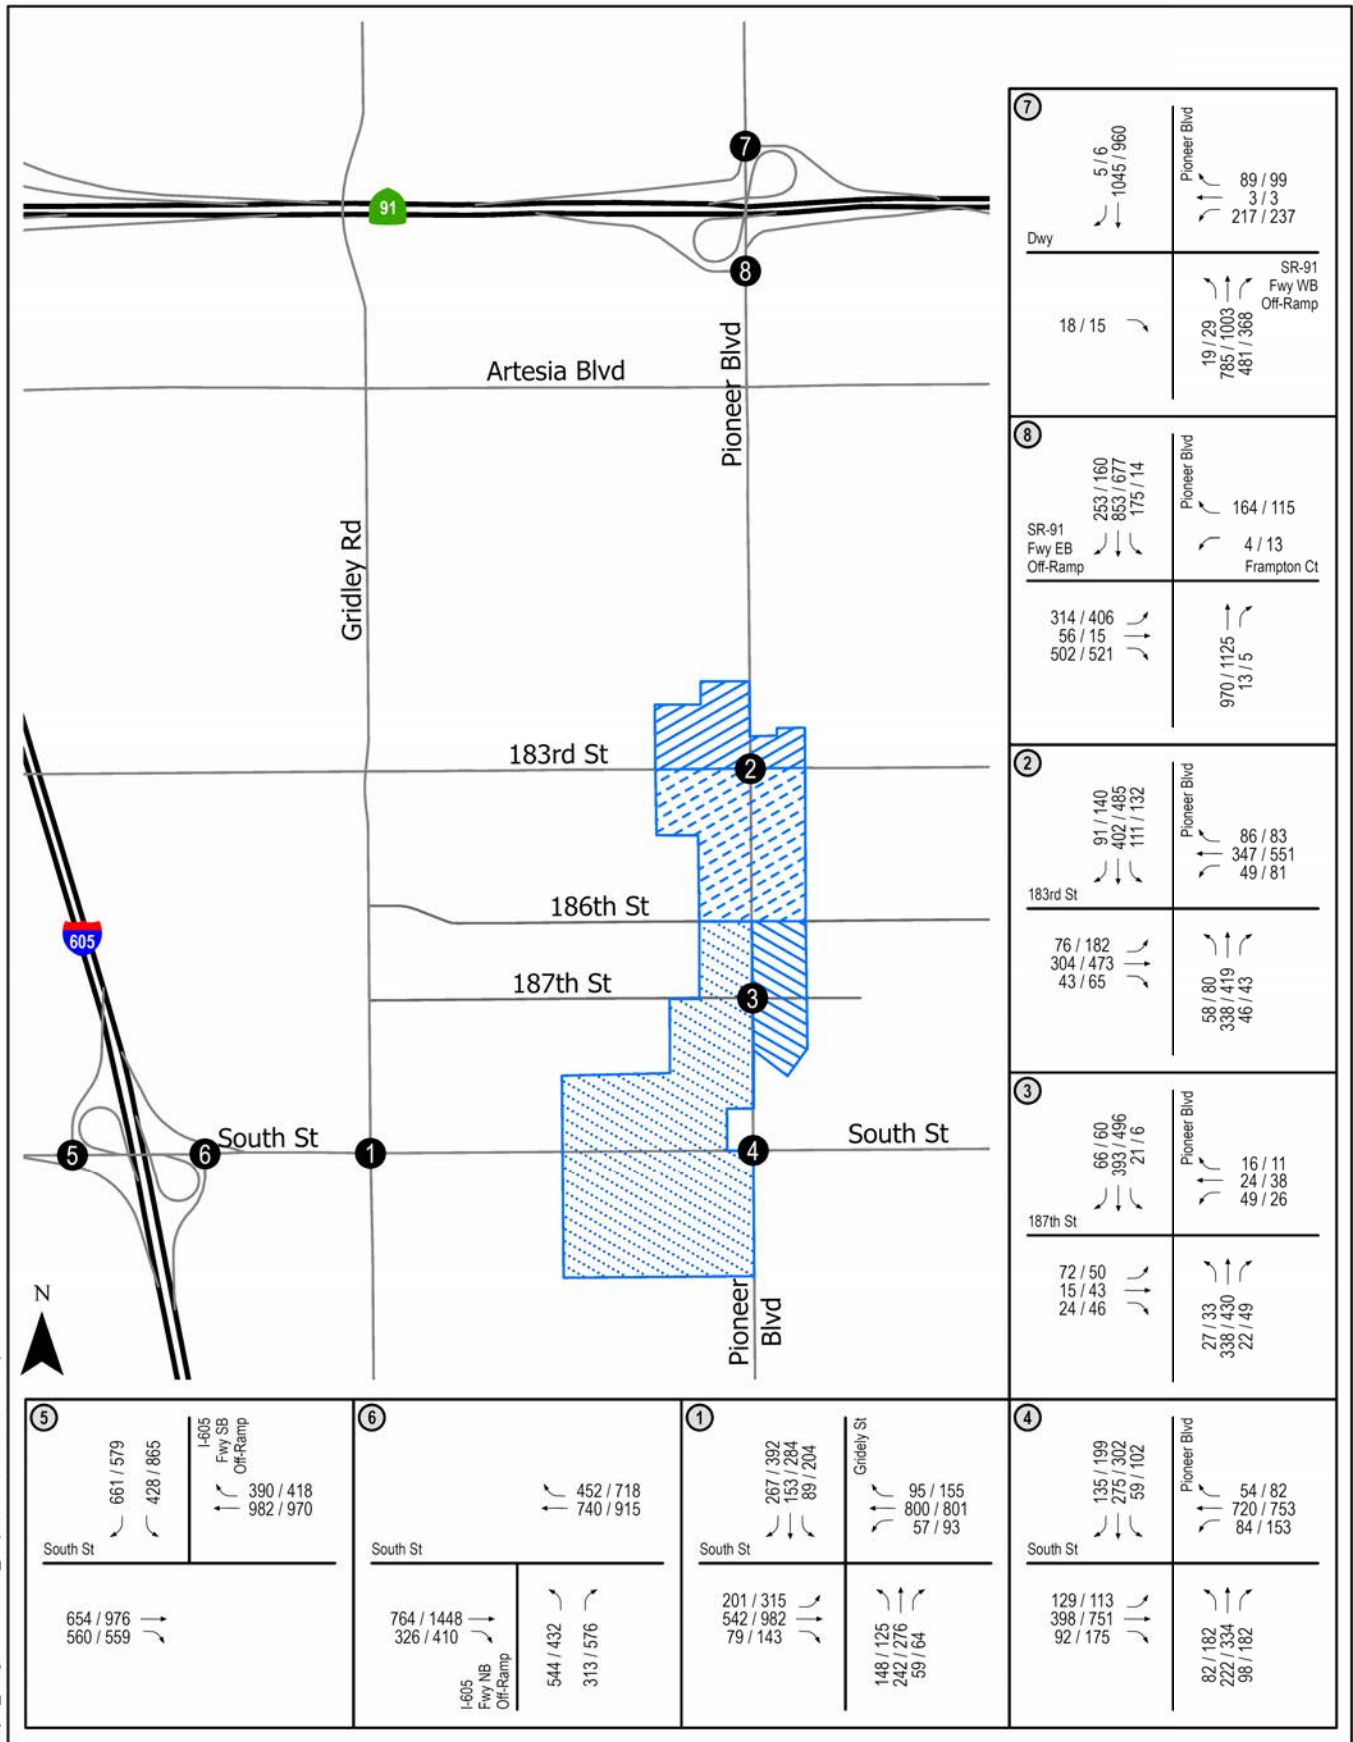 7
8
91
Artesia Blvd
Pioneer Blvd
Gridley Rd
183rd St
2
186th St
187th St
3
605
5
6
South St
1
4
South St
N
Pioneer
Blvd
7
5 / 6
1045 / 960
Pioneer Blvd
89 / 99
3 / 3
217 / 237
Dwy
SR-91
Fwy WB
Off-Ramp
18 / 15
19 / 29
785 / 1003
481 / 368
8
253 / 160
853 / 677
175 / 14
Pioneer Blvd
164 / 115
4 / 13
Frampton Ct
SR-91
Fwy EB
Off-Ramp
314 / 406
56 / 15
502 / 521
970 / 1125
13 / 5
2
91 / 140
402 / 485
111 / 132
Pioneer Blvd
86 / 83
347 / 551
49 / 81
183rd St
76 / 182
304 / 473
43 / 65
58 / 80
338 / 419
46 / 43
3
66 / 60
393 / 496
21 / 6
Pioneer Blvd
16 / 11
24 / 38
49 / 26
187th St
72 / 50
15 / 43
24 / 46
27 / 33
338 / 430
22 / 49
5
661 / 579
428 / 865
I-605
Fwy SB
Off-Ramp
390 / 418
982 / 970
South St
654 / 976
560 / 559
6
452 / 718
740 / 915
South St
764 / 1448
326 / 410
I-605
Fwy NB
Off-Ramp
544 / 432
313 / 576
1
267 / 392
153 / 284
89 / 204
Gridely St
95 / 155
800 / 801
57 / 93
South St
201 / 315
542 / 982
79 / 143
148 / 125
242 / 276
59 / 64
4
135 / 199
275 / 302
59 / 102
Pioneer Blvd
54 / 82
720 / 753
84 / 153
South St
129 / 113
398 / 751
92 / 175
82 / 182
222 / 334
98 / 182